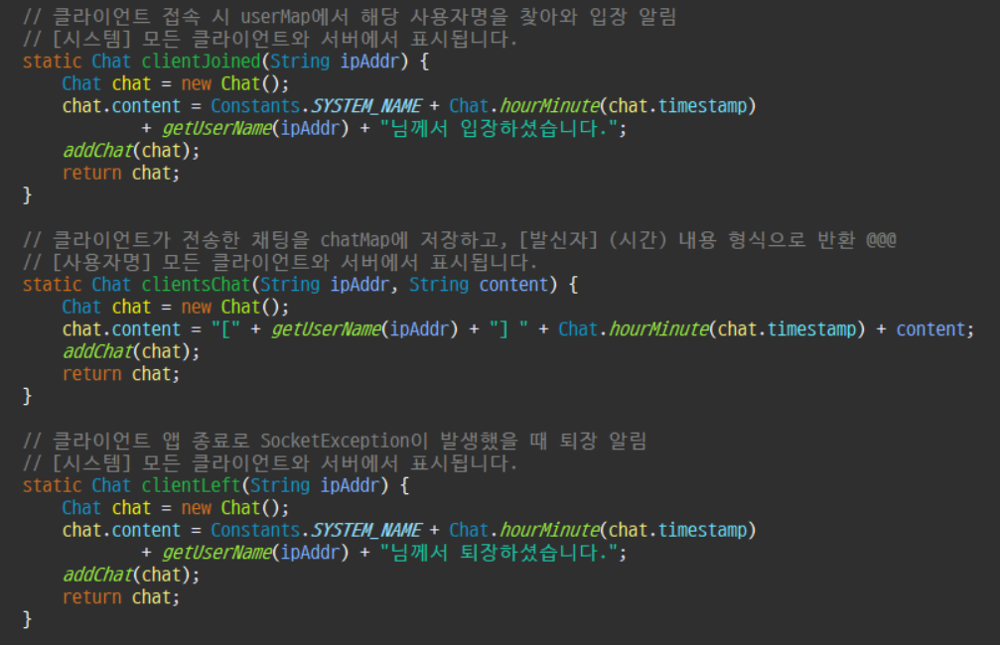 // 클라이언트 접속 시 userMap에서 해당 사용자명을 찾아와 입장 알림
// [시스템] 모든 클라이언트와 서버에서 표시됩니다.
static Chat clientJoined(String ipAddr) {
    Chat chat = new Chat();
    chat.content = Constants.SYSTEM_NAME + Chat.hourMinute(chat.timestamp)
            + getUserName(ipAddr) + "님께서 입장하셨습니다.";
    addChat(chat);
    return chat;
}

// 클라이언트가 전송한 채팅을 chatMap에 저장하고, [발신자] (시간) 내용 형식으로 반환 @@@
// [사용자명] 모든 클라이언트와 서버에서 표시됩니다.
static Chat clientsChat(String ipAddr, String content) {
    Chat chat = new Chat();
    chat.content = "[" + getUserName(ipAddr) + "] " + Chat.hourMinute(chat.timestamp) + content;
    addChat(chat);
    return chat;
}

// 클라이언트 앱 종료로 SocketException이 발생했을 때 퇴장 알림
// [시스템] 모든 클라이언트와 서버에서 표시됩니다.
static Chat clientLeft(String ipAddr) {
    Chat chat = new Chat();
    chat.content = Constants.SYSTEM_NAME + Chat.hourMinute(chat.timestamp)
            + getUserName(ipAddr) + "님께서 퇴장하셨습니다.";
    addChat(chat);
    return chat;
}